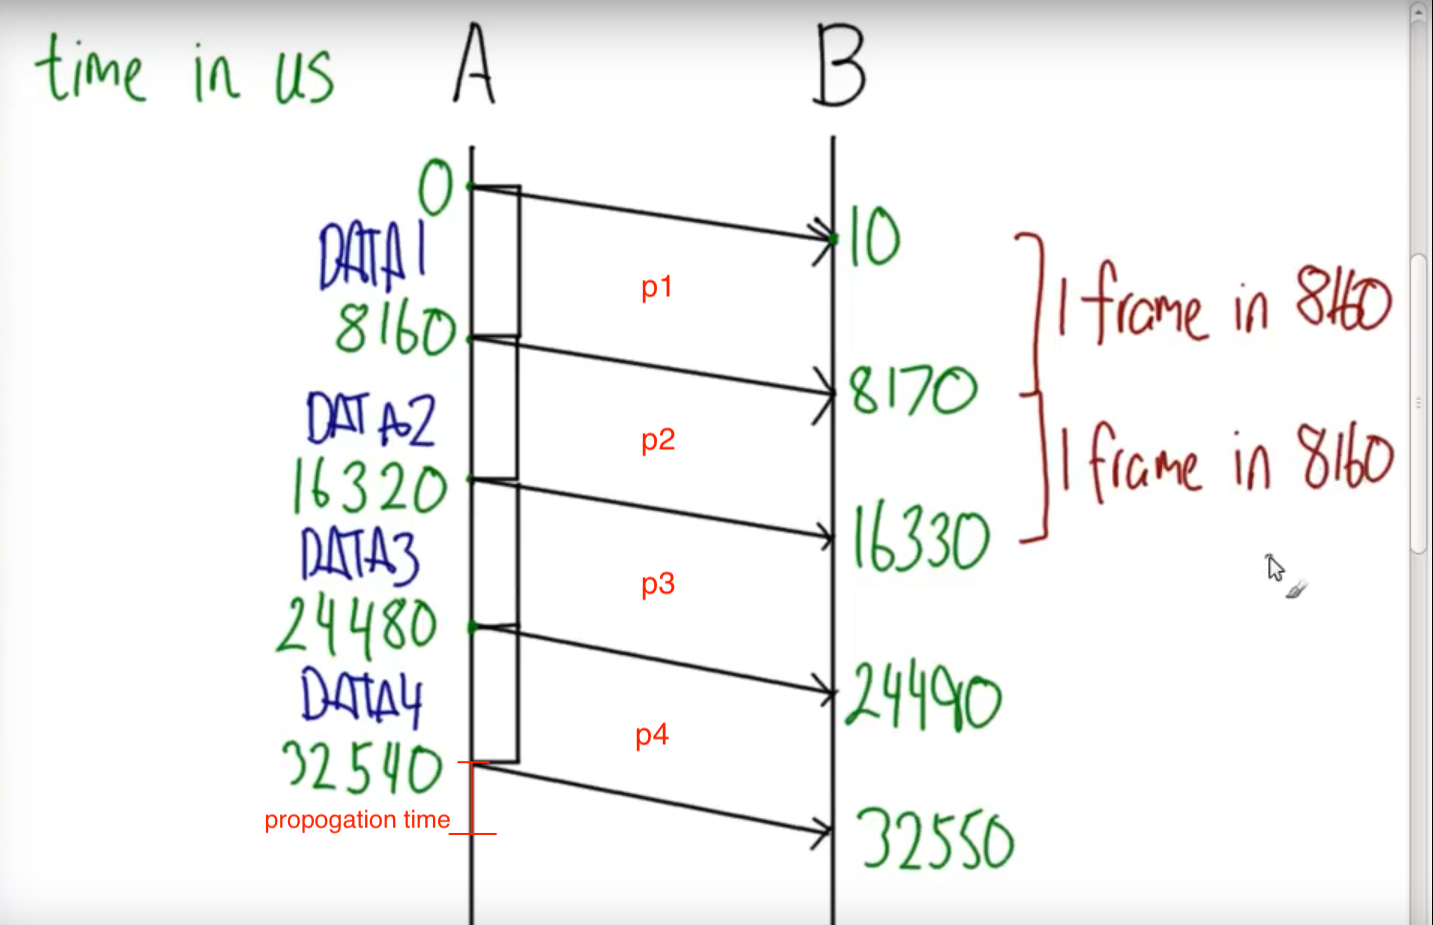 time in us A B
0
10
DATA1
p1
1 frame in 8160
8160
8170
DATA2
p2
1 frame in 8160
16320
16330
DATA3
p3
24480
24490
DATA4
p4
32540
propogation time
32550